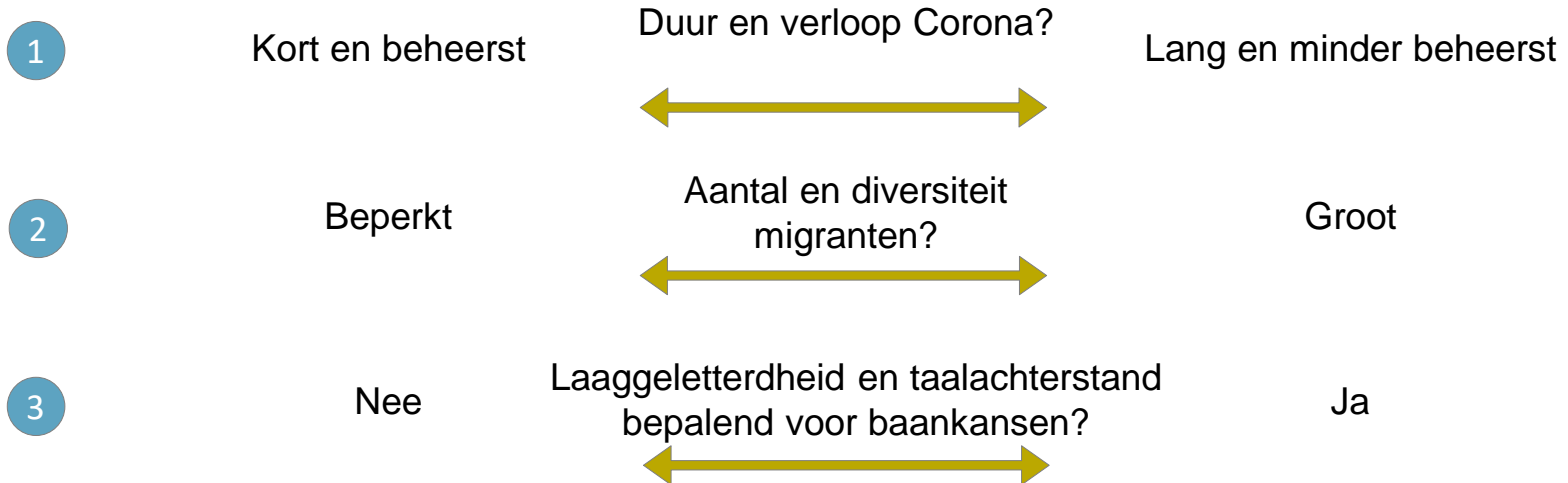 Duur en verloop Corona?
1
Kort en beheerst
Lang en minder beheerst
2
Beperkt
Aantal en diversiteit
migranten?
Groot
3
Nee
Laaggeletterdheid en taalachterstand
bepalend voor baankansen?
Ja